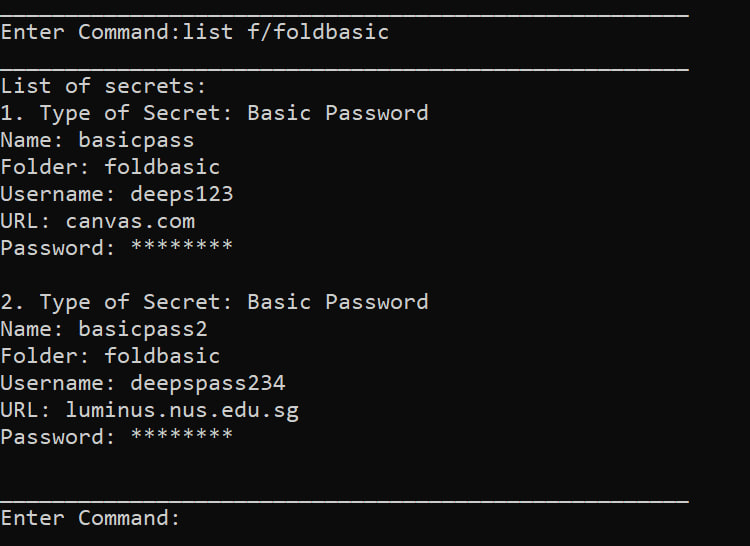 Enter Command:list f/foldbasic
List of secrets:
1. Type of Secret: Basic Password
Name: basicpass
Folder: foldbasic
Username: deeps123
URL: canvas.com
Password: ********
2. Type of Secret: Basic Password
Name: basicpass2
Folder: foldbasic
Username: deepspass234
URL: luminus.nus.edu.sg
Password: ********
Enter Command: